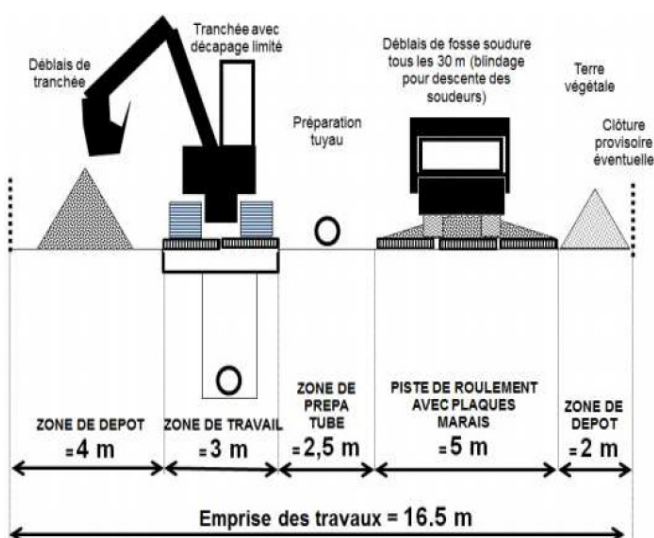 Déblais de
tranchée
Tranchée avec
décapage limité
Préparation
tuyau
Déblais de fosse soudure
tous les 30 m (blindage
pour descente des
soudeurs)
Terre
végétale
Clôture
provisoire
éventuelle
ZONE DE DEPOT
= 4 m
ZONE DE TRAVAIL
= 3 m
ZONE DE
PREPA
TUBE
= 2,5 m
PISTE DE ROULEMENT
AVEC PLAQUES
MARAIS
= 5 m
ZONE DE
DEPOT
= 2 m
Emprise des travaux = 16.5 m